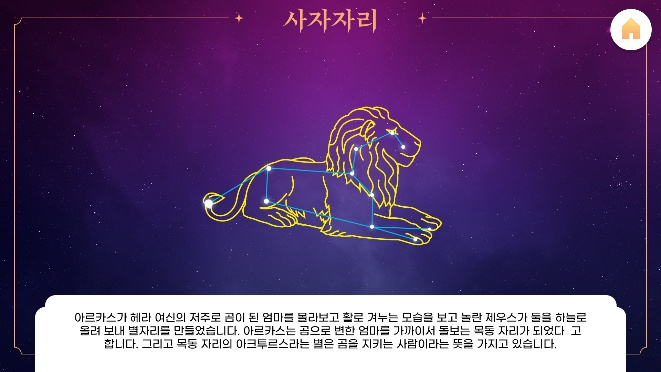 사자자리
아르카스가 헤라 여신의 저주로 곰이 된 엄마를 몰라보고 활로 겨누는 모습을 보고 놀란 제우스가 둘을 하늘로
올려 보내 별자리를 만들었습니다. 아르카스는 곰으로 변한 엄마를 가까이서 돌보는 목동 자리가 되었다 고
합니다. 그리고 목동 자리의 아크투르스라는 별은 곰을 지키는 사람이라는 뜻을 가지고 있습니다.